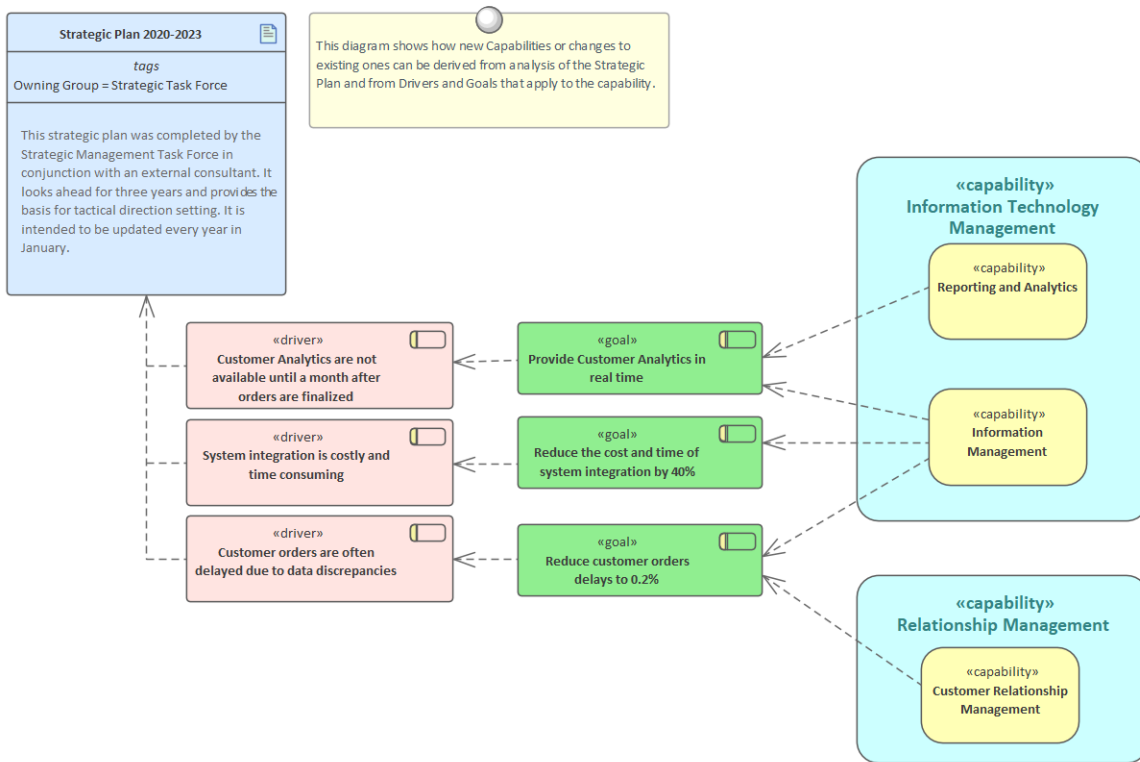 Strategic Plan 2020-2023
tags
Owning Group = Strategic Task Force
This strategic plan was completed by the
Strategic Management Task Force in
conjunction with an external consultant. It
looks ahead for three years and provides the
basis for tactical direction setting. It is
intended to be updated every year in
January.
This diagram shows how new Capabilities or changes to
existing ones can be derived from analysis of the Strategic
Plan and from Drivers and Goals that apply to the capability.
«driver»
Customer Analytics are not
available until a month after
orders are finalized
«goal»
Provide Customer Analytics in
real time
«driver»
System integration is costly and
time consuming
«goal»
Reduce the cost and time of
system integration by 40%
«driver»
Customer orders are often
delayed due to data discrepancies
«goal»
Reduce customer orders
delays to 0.2%
«capability»
Information Technology
Management
«capability»
Reporting and Analytics
«capability»
Information
Management
«capability»
Relationship Management
«capability»
Customer Relationship
Management